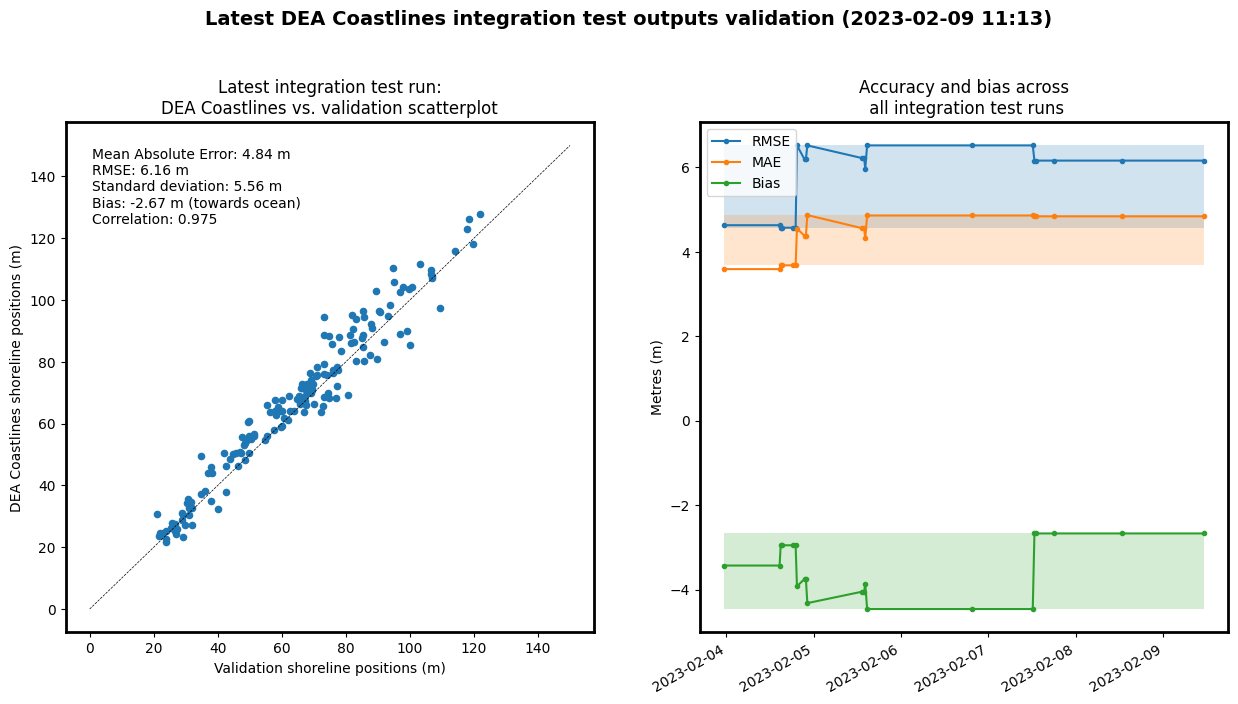 Latest DEA Coastlines integration test outputs validation (2023-02-09 11:13)
Latest integration test run:
DEA Coastlines vs. validation scatterplot
Mean Absolute Error: 4.84 m
RMSE: 6.16 m
Standard deviation: 5.56 m
Bias: -2.67 m (towards ocean)
Correlation: 0.975
DEA Coastlines shoreline positions (m)
140
120
100
80
60
40
20
0
0 20 40 60 80 100 120 140
Validation shoreline positions (m)
Accuracy and bias across
all integration test runs
RMSE
MAE
Bias
Metres (m)
6
4
2
0
−2
−4
2023-02-04 2023-02-05 2023-02-06 2023-02-07 2023-02-08 2023-02-09